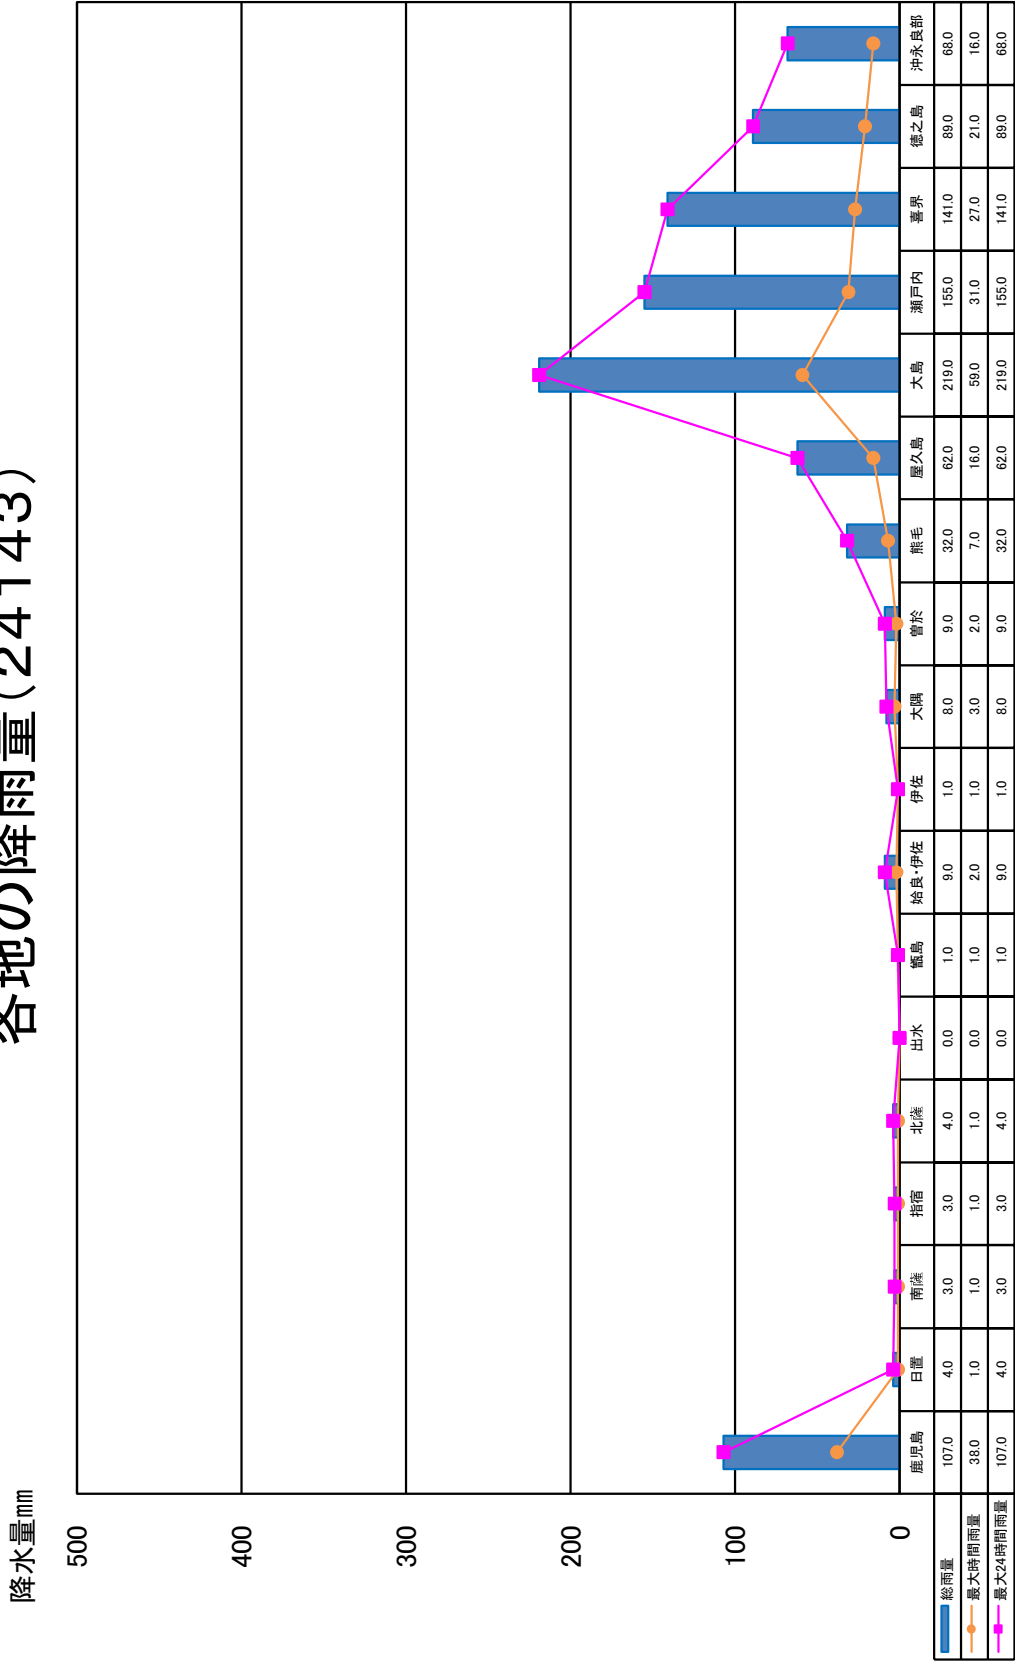 各地の降雨量（24143）
降水量㎜
500
400
300
200
100
0
鹿児島 日置 南薩 指宿 北薩 出水 甑島 姶良・伊佐 伊佐 大隅 曽於 熊毛 屋久島 大島 瀬戸内 喜界 徳之島 沖永良部
総雨量 107.0 4.0 3.0 3.0 4.0 0.0 1.0 9.0 1.0 8.0 9.0 32.0 62.0 219.0 155.0 141.0 89.0 68.0
最大時間雨量 38.0 1.0 1.0 1.0 1.0 0.0 1.0 2.0 1.0 3.0 2.0 7.0 16.0 59.0 31.0 27.0 21.0 16.0
最大24時間雨量 107.0 4.0 3.0 3.0 4.0 0.0 1.0 9.0 1.0 8.0 9.0 32.0 62.0 219.0 155.0 141.0 89.0 68.0